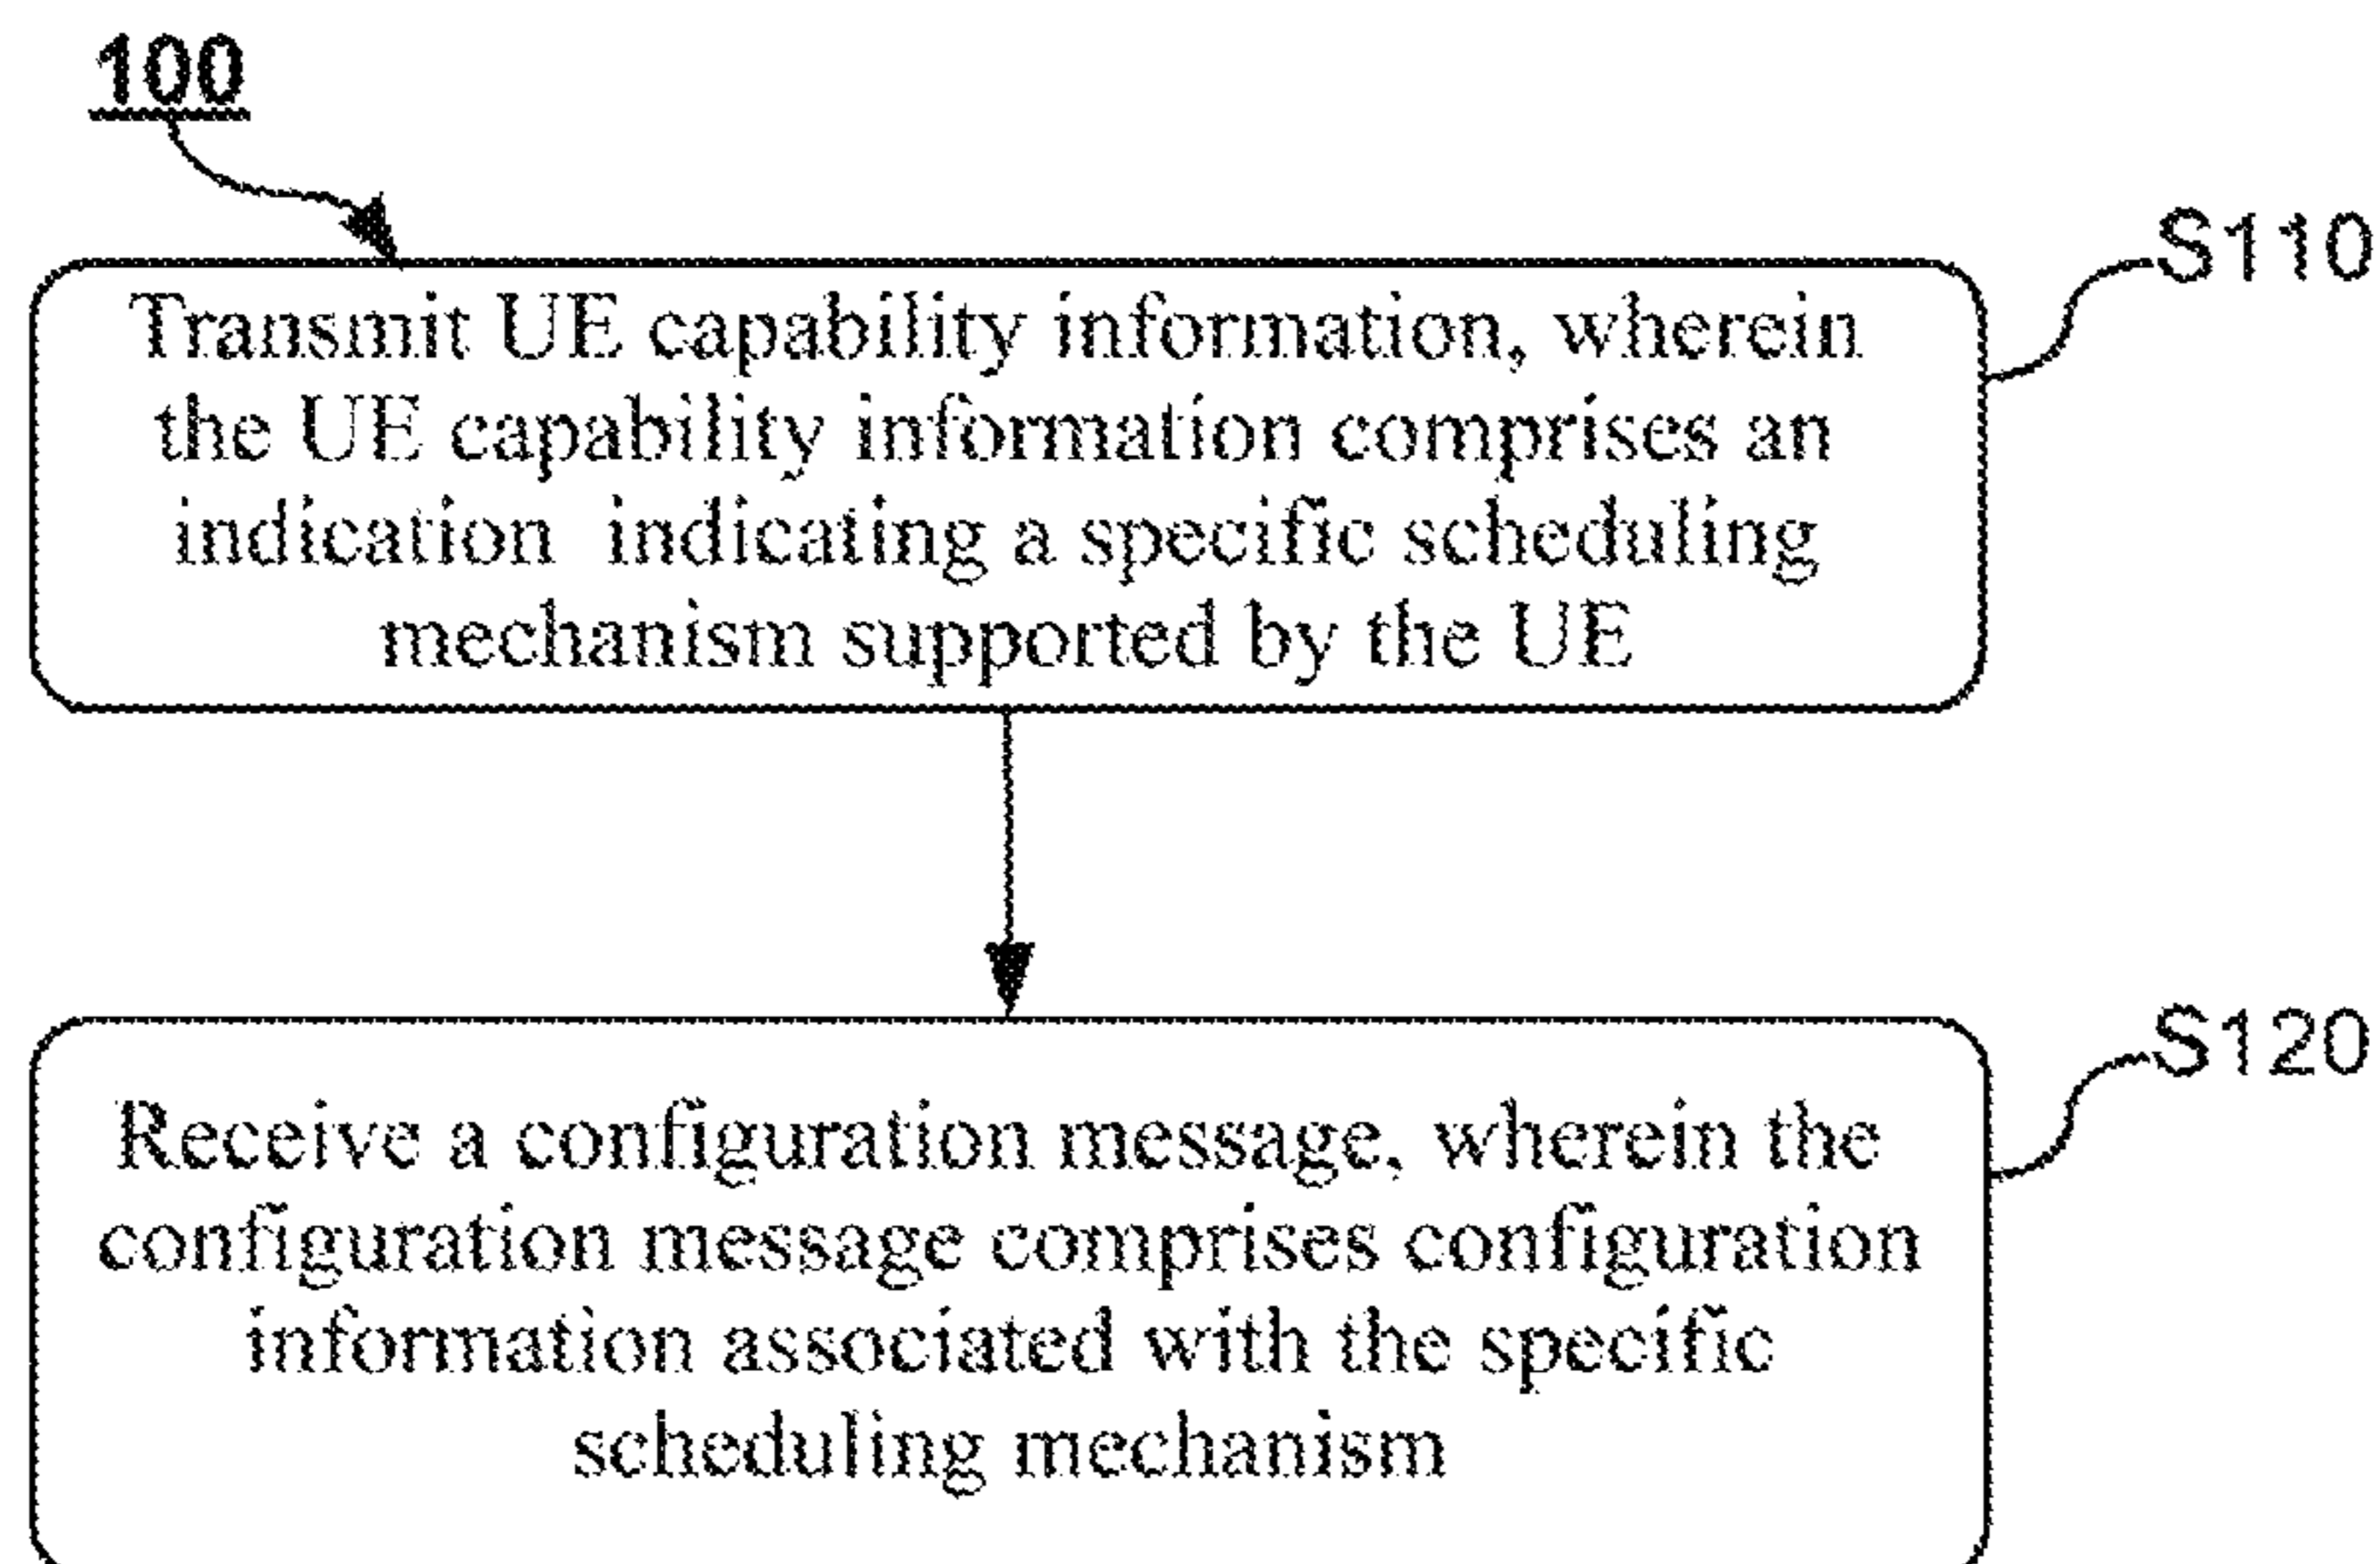 100
S110
Transmit UE capability information, wherein
the UE capability information comprises an
indication indicating a specific scheduling
mechanism supported by the UE
S120
Receive a configuration message, wherein the
configuration message comprises configuration
information associated with the specific
scheduling mechanism